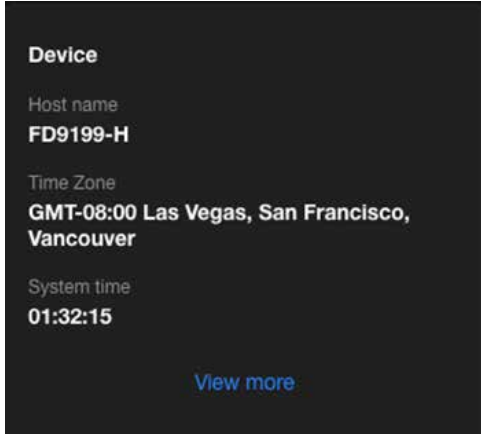 Device
Host name
FD9199-H
Time Zone
GMT-08:00 Las Vegas, San Francisco,
Vancouver
System time
01:32:15
View more